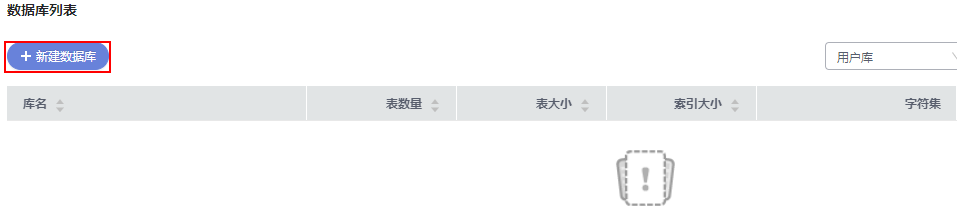 数据库列表
+ 新建数据库
用户库
库名 表数量 表大小 索引大小 字符集
!